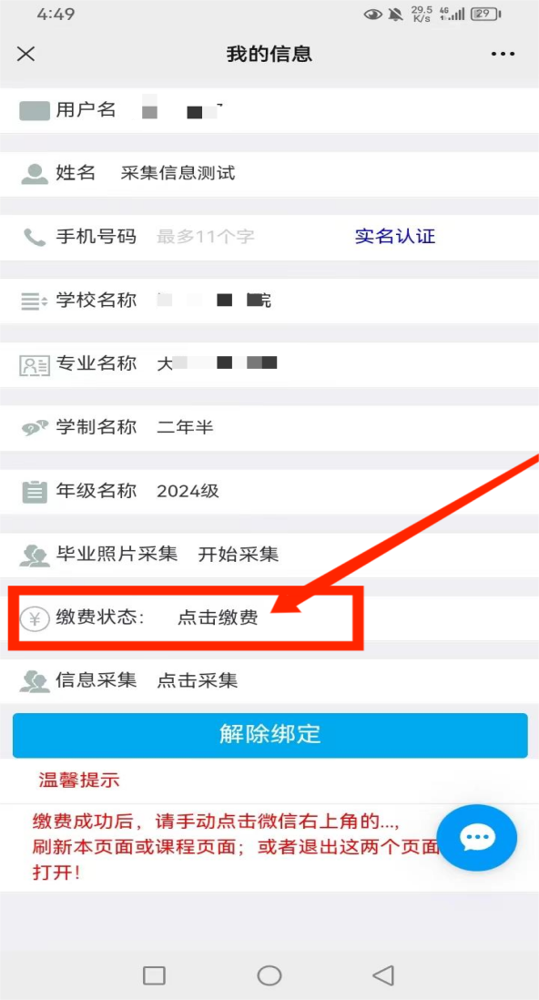 4:49
29.5 K/s 4G 29
我的信息
用户名
姓名 采集信息测试
手机号码 最多11个字 实名认证
学校名称 院
专业名称 大
学制名称 二年半
年级名称 2024级
毕业照片采集 开始采集
¥ 缴费状态: 点击缴费
信息采集 点击采集
解除绑定
温馨提示
缴费成功后，请手动点击微信右上角的...,
刷新本页面或课程页面；或者退出这两个页面
打开！